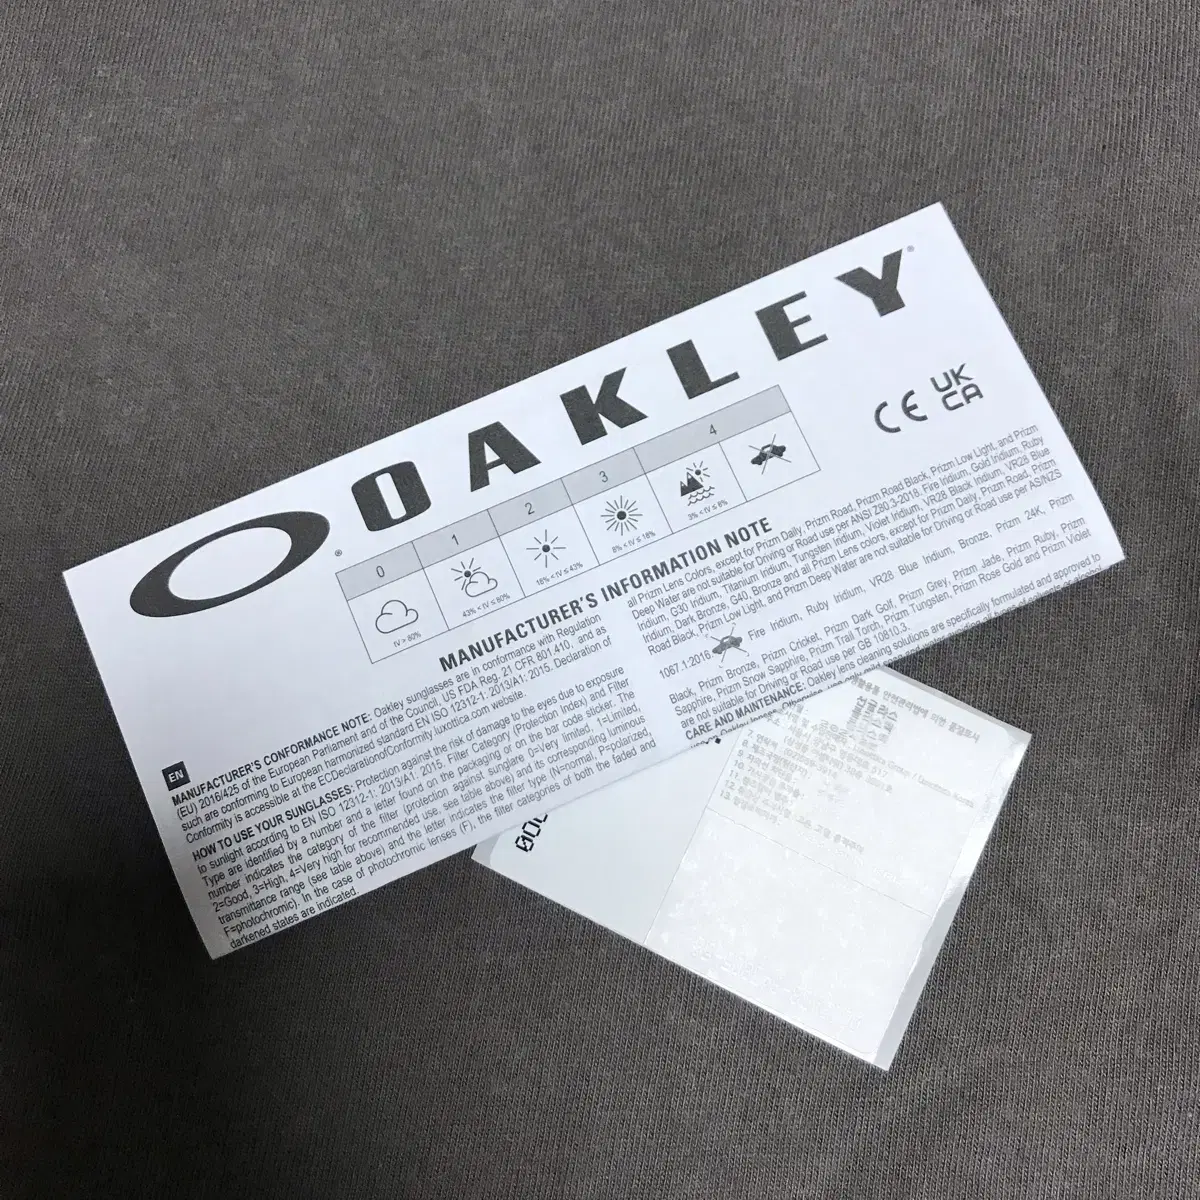 OAKLEY®
CE UK CA
0 1 2 3 4
IV > 80% 43% < IV ≤ 80% 18% < IV ≤ 43% 8% < IV ≤ 18% 3% < IV ≤ 8%
MANUFACTURER'S INFORMATION NOTE
EN
MANUFACTURER'S CONFORMANCE NOTE: Oakley sunglasses are in conformance with Regulation
(EU) 2016/425 of the European Parliament and of the Council, US FDA Reg. 21 CFR 801.410, and as
such are conforming to European harmonized standard EN ISO 12312-1: 2013/A1: 2015. Declaration of
Conformity is accessible at the ECDeclarationofConformity luxottica.com website.
HOW TO USE YOUR SUNGLASSES: Protection against the risk of damage to the eyes due to exposure
to sunlight according to EN ISO 12312-1: 2013/A1: 2015. Filter Category (Protection Index) and Filter
Type are identified by a number and a letter found on the packaging or on the bar code sticker. The
number indicates the category of the filter (protection against sunglare 0=Very limited, 1=Limited,
2=Good, 3=High, 4=Very high for recommended use, see table above) and its corresponding luminous
transmittance range (see table above) and the letter indicates the filter type (N=normal, P=polarized,
F=photochromic). In the case of photochromic lenses (F), the filter categories of both the faded and
darkened states are indicated.
all Prizm Lens Colors, except for Prizm Daily, Prizm Road, Prizm Road Black, Prizm Low Light, and Prizm
Deep Water are not suitable for Driving or Road use per ANSI Z80.3-2018. Fire Iridium, Gold Iridium, Ruby
Iridium, G30 Iridium, Titanium Iridium, Tungsten Iridium, Violet Iridium, VR28 Black Iridium, VR28 Blue
Iridium, Dark Bronze, G40, Bronze and all Prizm Lens colors, except for Prizm Daily, Prizm Road, Prizm
Road Black, Prizm Low Light, and Prizm Deep Water are not suitable for Driving or Road use per AS/NZS
1067.1:2016 Fire Iridium, Ruby Iridium, VR28 Blue Iridium, Bronze, Prizm 24K, Prizm
Black, Prizm Bronze, Prizm Cricket, Prizm Dark Golf, Prizm Grey, Prizm Jade, Prizm Ruby, Prizm
Sapphire, Prizm Snow Sapphire, Prizm Trail Torch, Prizm Tungsten, Prizm Rose Gold and Prizm Violet
are not suitable for Driving or Road use per GB 10810.3.
CARE AND MAINTENANCE: Oakley lens cleaning solutions are specifically formulated and approved to